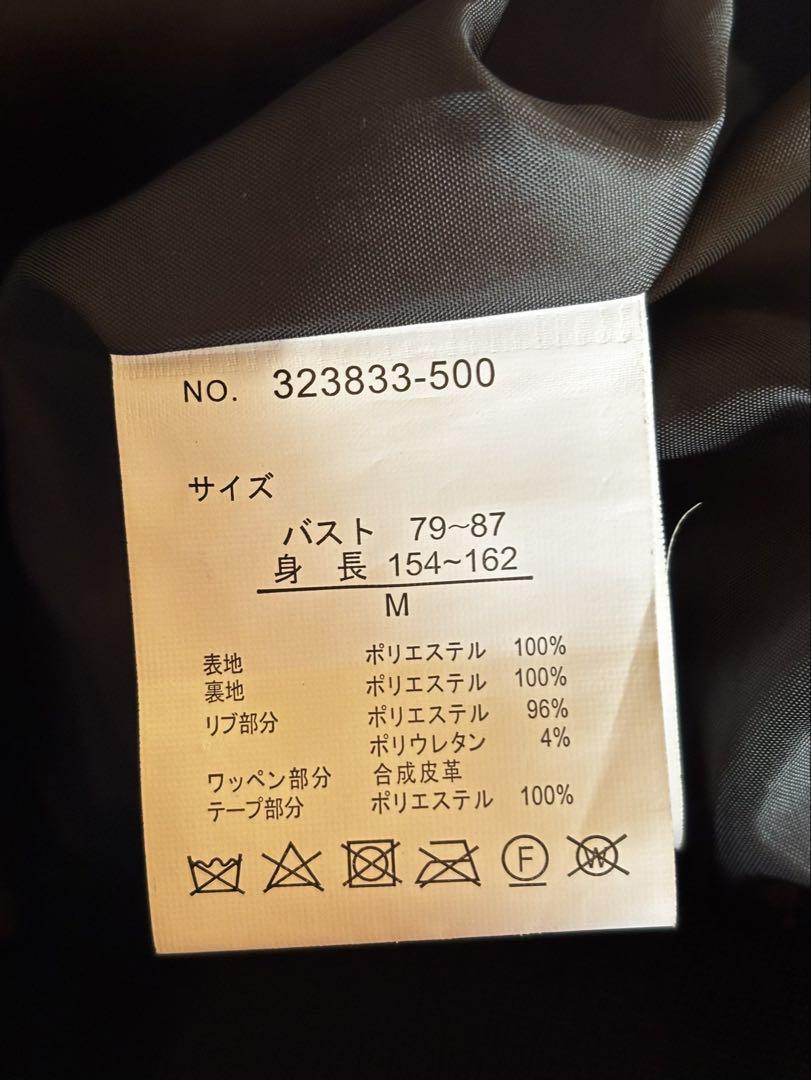 NO. 323833-500
サイズ
バスト 79~87
身 長 154~162
M
表地 ポリエステル 100%
裏地 ポリエステル 100%
リブ部分 ポリエステル 96%
ポリウレタン 4%
ワッペン部分 合成皮革
テープ部分 ポリエステル 100%
F W